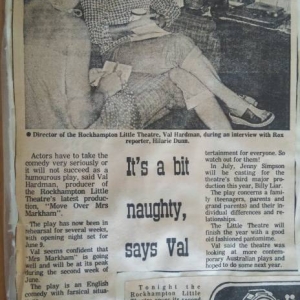 ● Director of the Rockhampton Little Theatre, Val Hardman, during an interview with
reporter, Hilarie Dunn.
Actors have to take the
comedy very seriously or
it will not succeed as a
humourous play, said Val
Hardman, producer of
the Rockhampton Little
Theatre's latest produc-
tion, "Move Over Mrs
Markham".
The play has now been in
rehearsal for several weeks,
with opening night set for
June 8.
Val seems confident that
"Mrs Markham" is going
well and will be at its peak
during the second week of
June.
The play is an English
comedy with farsical situa-
It's a bit
naughty,
says Val
Tonight the
Rockhampton Little
tertainment for everyone. So
watch out for them!
In July, Jenny Simpson
will be casting for the
theatre's third major
production this year, Billy Liar.
The play concerns a fam-
ily (teenagers, parents and
grand parents) and their
individual differences and re-
lationships.
The Little Theatre will
finish the year with a good
old fashioned pantomime.
Val said the theatre was
looking at more contem-
porary Australian plays and
hoped to do some next year.